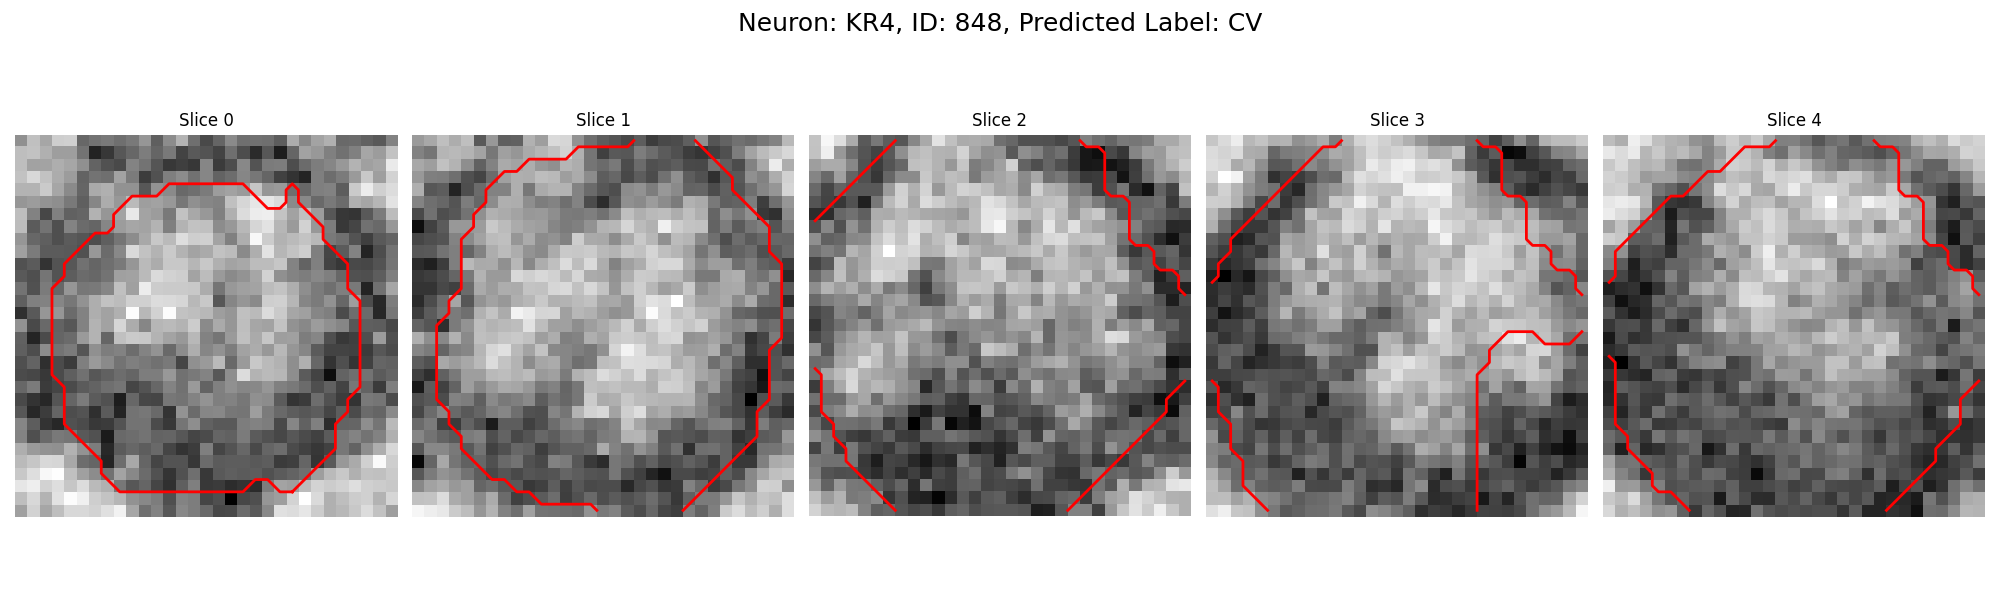 Neuron: KR4, ID: 848, Predicted Label: CV
Slice 0
Slice 1
Slice 2
Slice 3
Slice 4